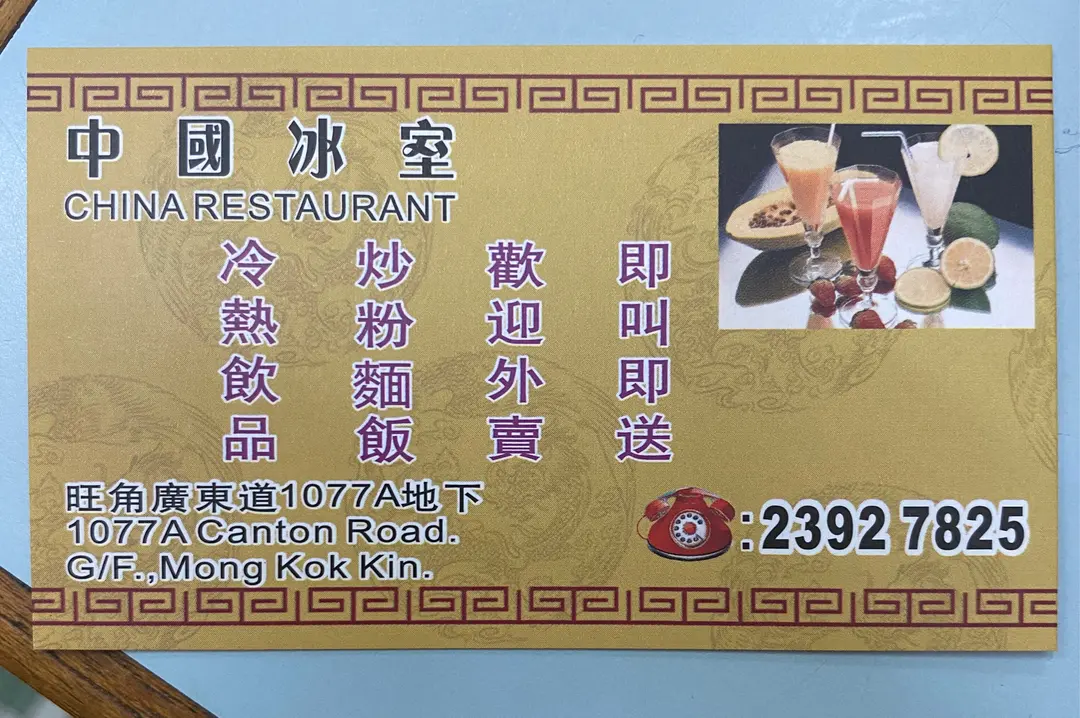 中國冰室
CHINA RESTAURANT
冷熱飲品
炒粉麵飯
歡迎外賣
即叫即送
旺角廣東道1077A地下
1077A Canton Road.
G/F.,Mong Kok Kin.
:2392 7825